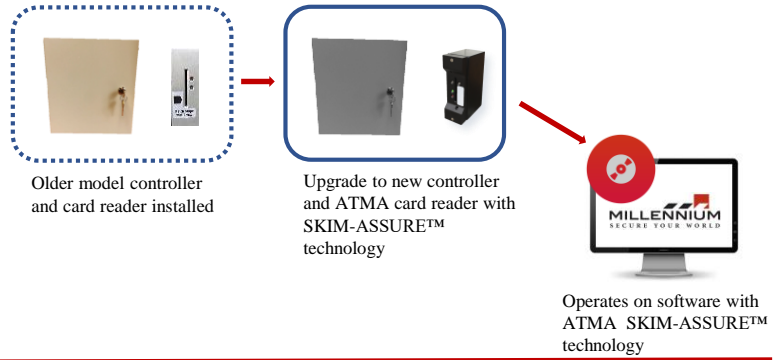 Older model controller
and card reader installed
Upgrade to new controller
and ATMA card reader with
SKIM-ASSURE™
technology
MILLENNIUM
SECURE YOUR WORLD
Operates on software with
ATMA SKIM-ASSURE™
technology